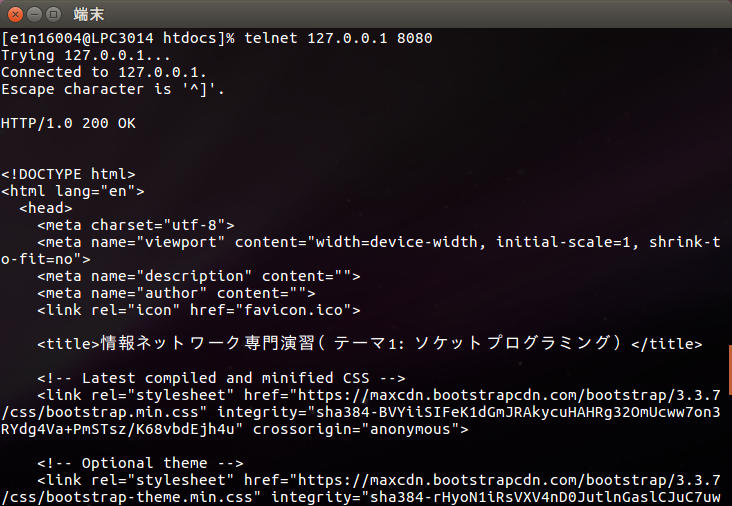 端末
[e1n16004@LPC3014 htdocs]% telnet 127.0.0.1 8080
Trying 127.0.0.1...
Connected to 127.0.0.1.
Escape character is '^]'.
HTTP/1.0 200 OK
<!DOCTYPE html>
<html lang="en">
<head>
<meta charset="utf-8">
<meta name="viewport" content="width=device-width, initial-scale=1, shrink-t
o-fit=no">
<meta name="description" content="">
<meta name="author" content="">
<link rel="icon" href="favicon.ico">
<title>情報ネットワーク専門演習(テーマ1: ソケットプログラミング)</title>
<!-- Latest compiled and minified CSS -->
<link rel="stylesheet" href="https://maxcdn.bootstrapcdn.com/bootstrap/3.3.7
/css/bootstrap.min.css" integrity="sha384-BVYiiSIFeK1dGmJRAkycuHAHRg32OmUcww7on3
RYdg4Va+PmSTsz/K68vbdEjh4u" crossorigin="anonymous">
<!-- Optional theme -->
<link rel="stylesheet" href="https://maxcdn.bootstrapcdn.com/bootstrap/3.3.7
/css/bootstrap-theme.min.css" integrity="sha384-rHyoN1iRsVXV4nD0JutlnGaslCJuC7uw